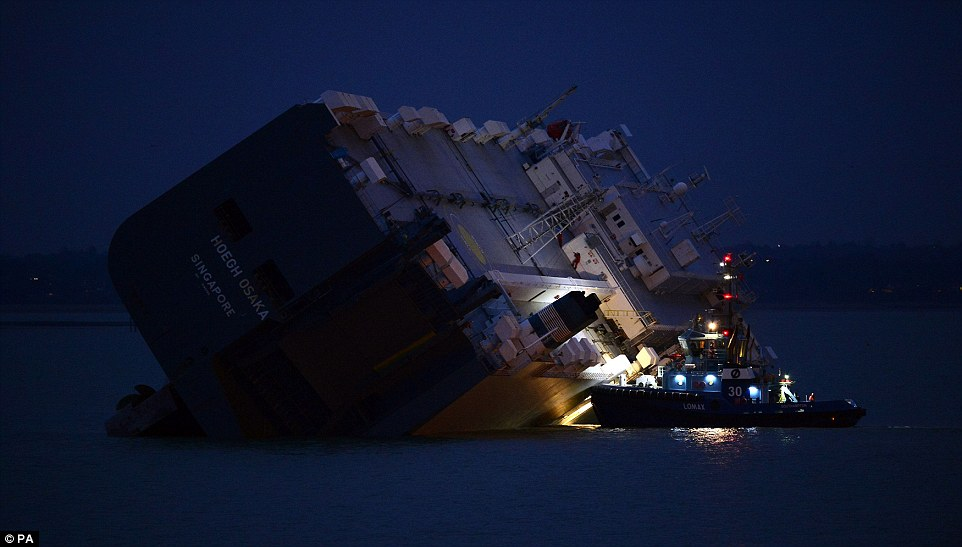 HOEGH OSAKA
SINGAPORE
30
LOMAX
© PA